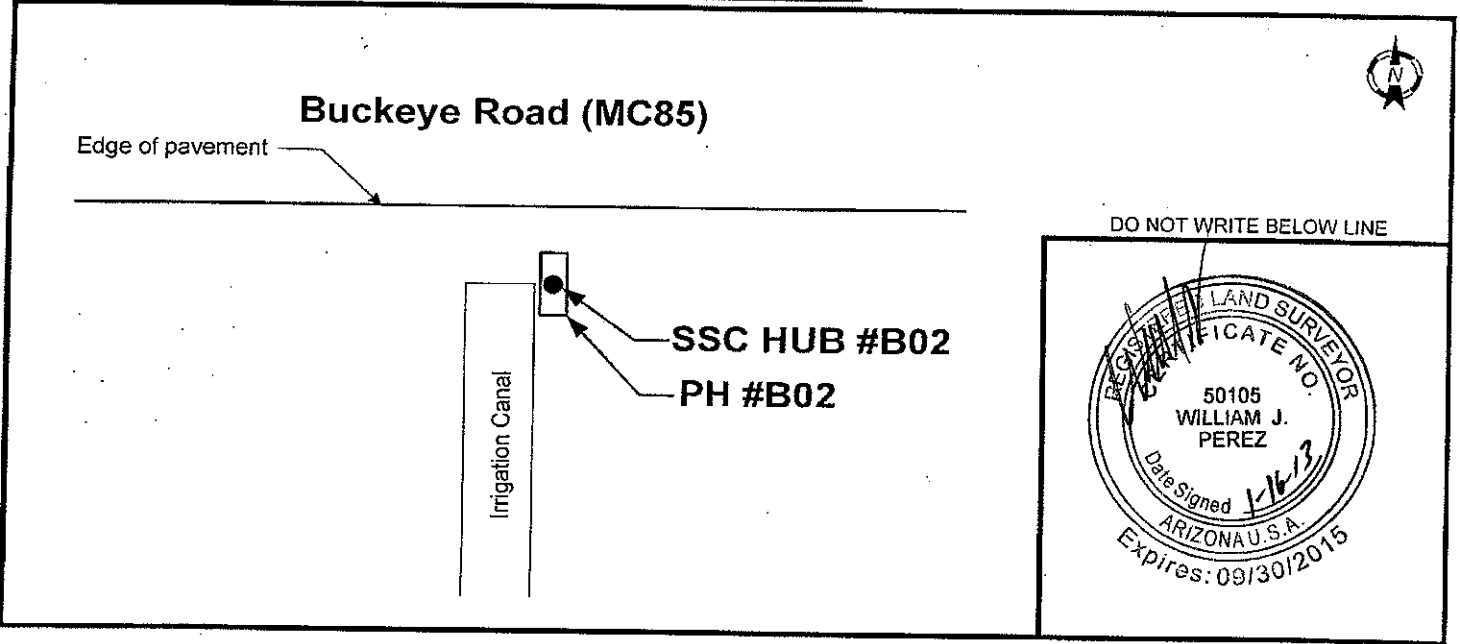 N
Buckeye Road (MC85)
Edge of pavement
DO NOT WRITE BELOW LINE
SSC HUB #B02
PH #B02
Irrigation Canal
REGISTERED LAND SURVEYOR
CERTIFICATE NO.
50105
WILLIAM J.
PEREZ
Date Signed 1-16-13
ARIZONA U.S.A.
Expires: 09/30/2015